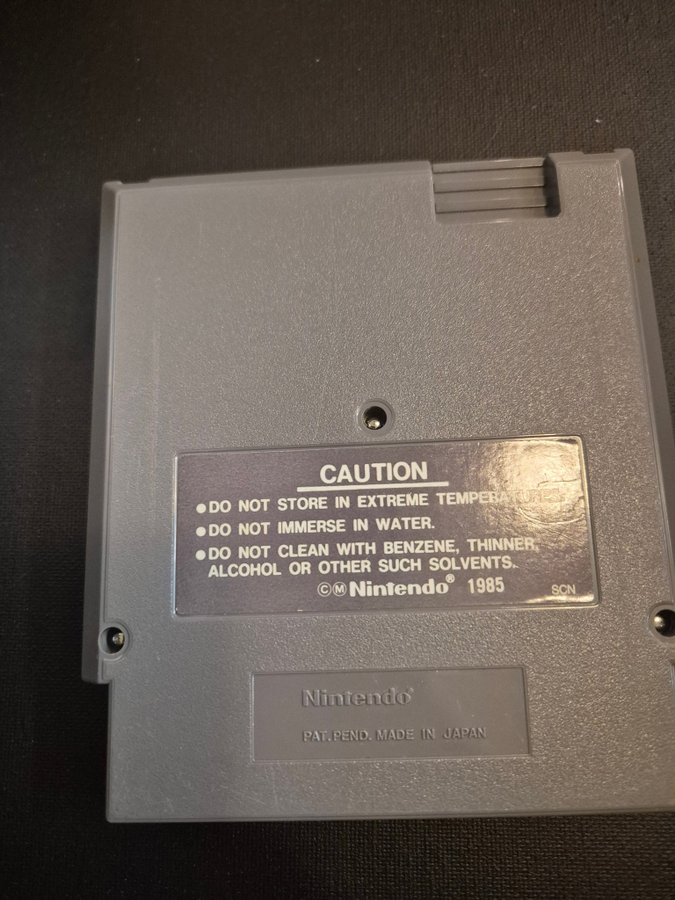 CAUTION
●DO NOT STORE IN EXTREME TEMPERATURES.
●DO NOT IMMERSE IN WATER.
●DO NOT CLEAN WITH BENZENE, THINNER,
ALCOHOL OR OTHER SUCH SOLVENTS.
©Ⓜ Nintendo® 1985 SCN
Nintendo®
PAT. PEND. MADE IN JAPAN